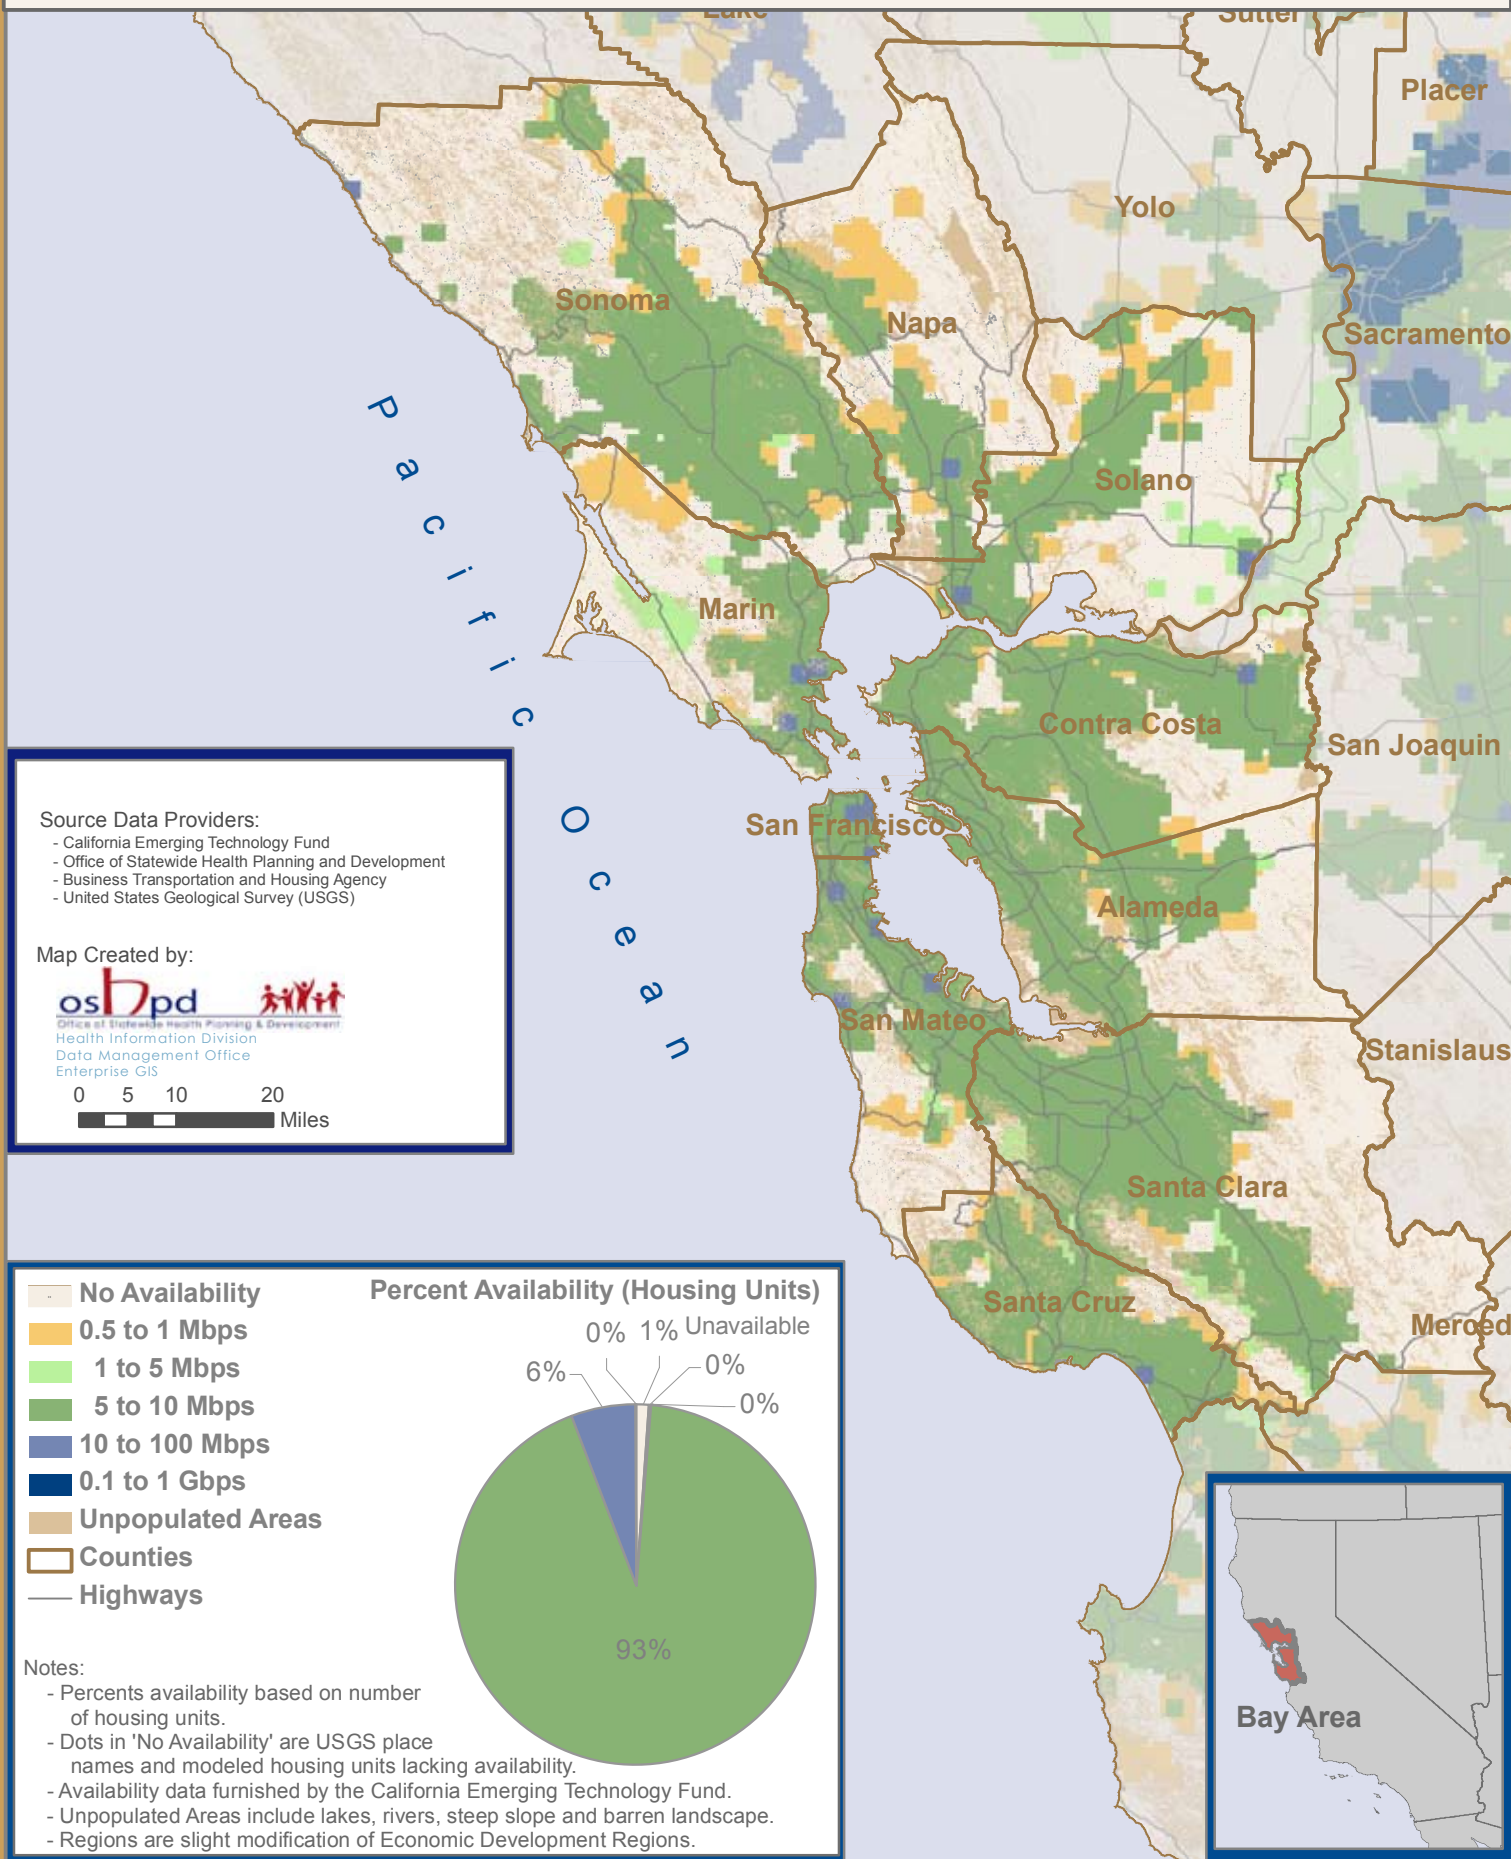 Lake
Sutter
Placer
Yolo
Sonoma
Napa
Sacramento
Solano
Marin
Contra Costa
San Joaquin
San Francisco
Alameda
San Mateo
Stanislaus
Santa Clara
Santa Cruz
Merced
Pacific Ocean
Source Data Providers:
- California Emerging Technology Fund
- Office of Statewide Health Planning and Development
- Business Transportation and Housing Agency
- United States Geological Survey (USGS)
Map Created by:
oshpd
Office of Statewide Health Planning & Development
Health Information Division
Data Management Office
Enterprise GIS
0 5 10 20
Miles
No Availability
0.5 to 1 Mbps
1 to 5 Mbps
5 to 10 Mbps
10 to 100 Mbps
0.1 to 1 Gbps
Unpopulated Areas
Counties
Highways
Percent Availability (Housing Units)
0% 1% Unavailable
6% 0%
0%
93%
Notes:
- Percents availability based on number
of housing units.
- Dots in 'No Availability' are USGS place
names and modeled housing units lacking availability.
- Availability data furnished by the California Emerging Technology Fund.
- Unpopulated Areas include lakes, rivers, steep slope and barren landscape.
- Regions are slight modification of Economic Development Regions.
Bay Area